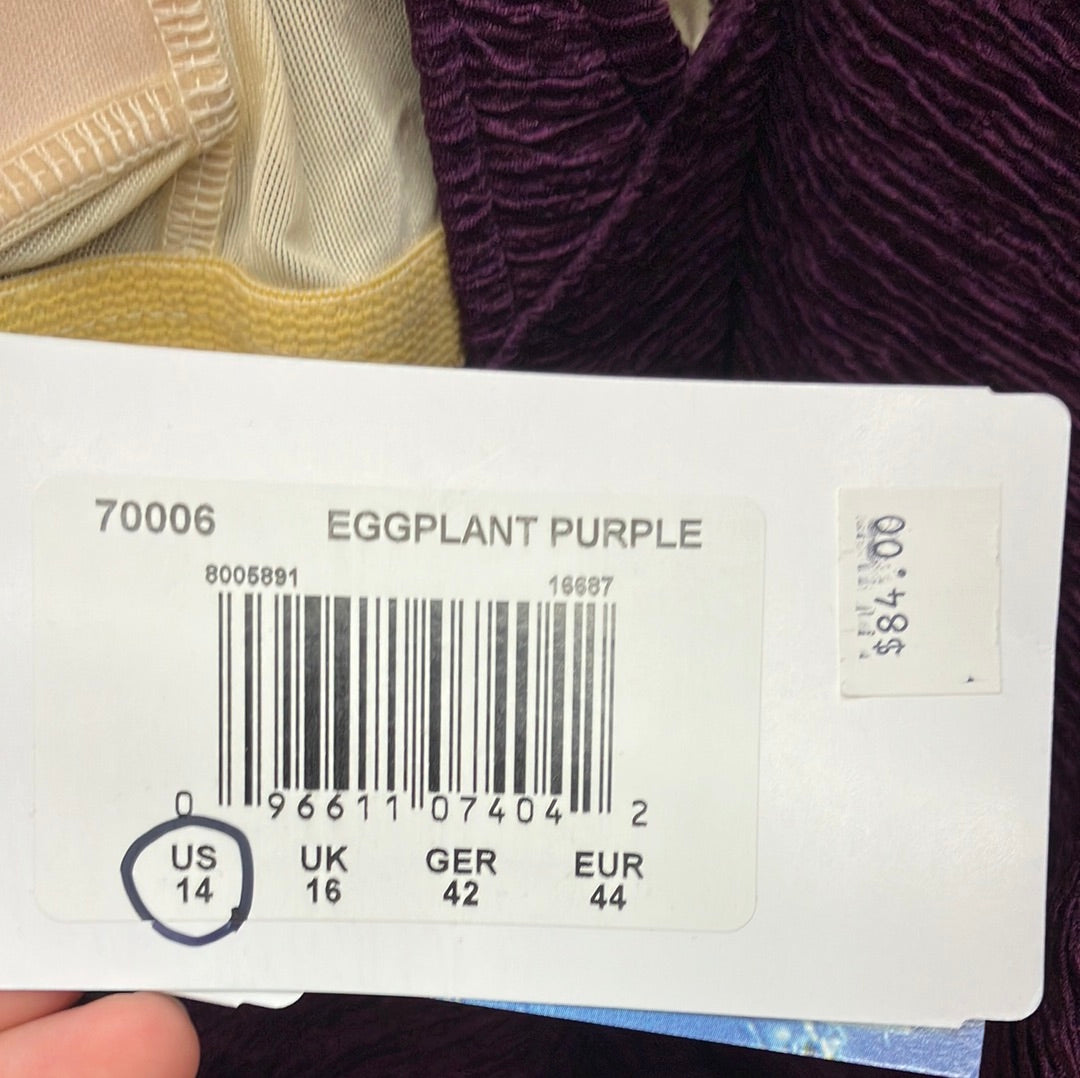 70006
EGGPLANT PURPLE
8005891
16687
0 96611 07404 2
US UK GER EUR
14 16 42 44
$84.00